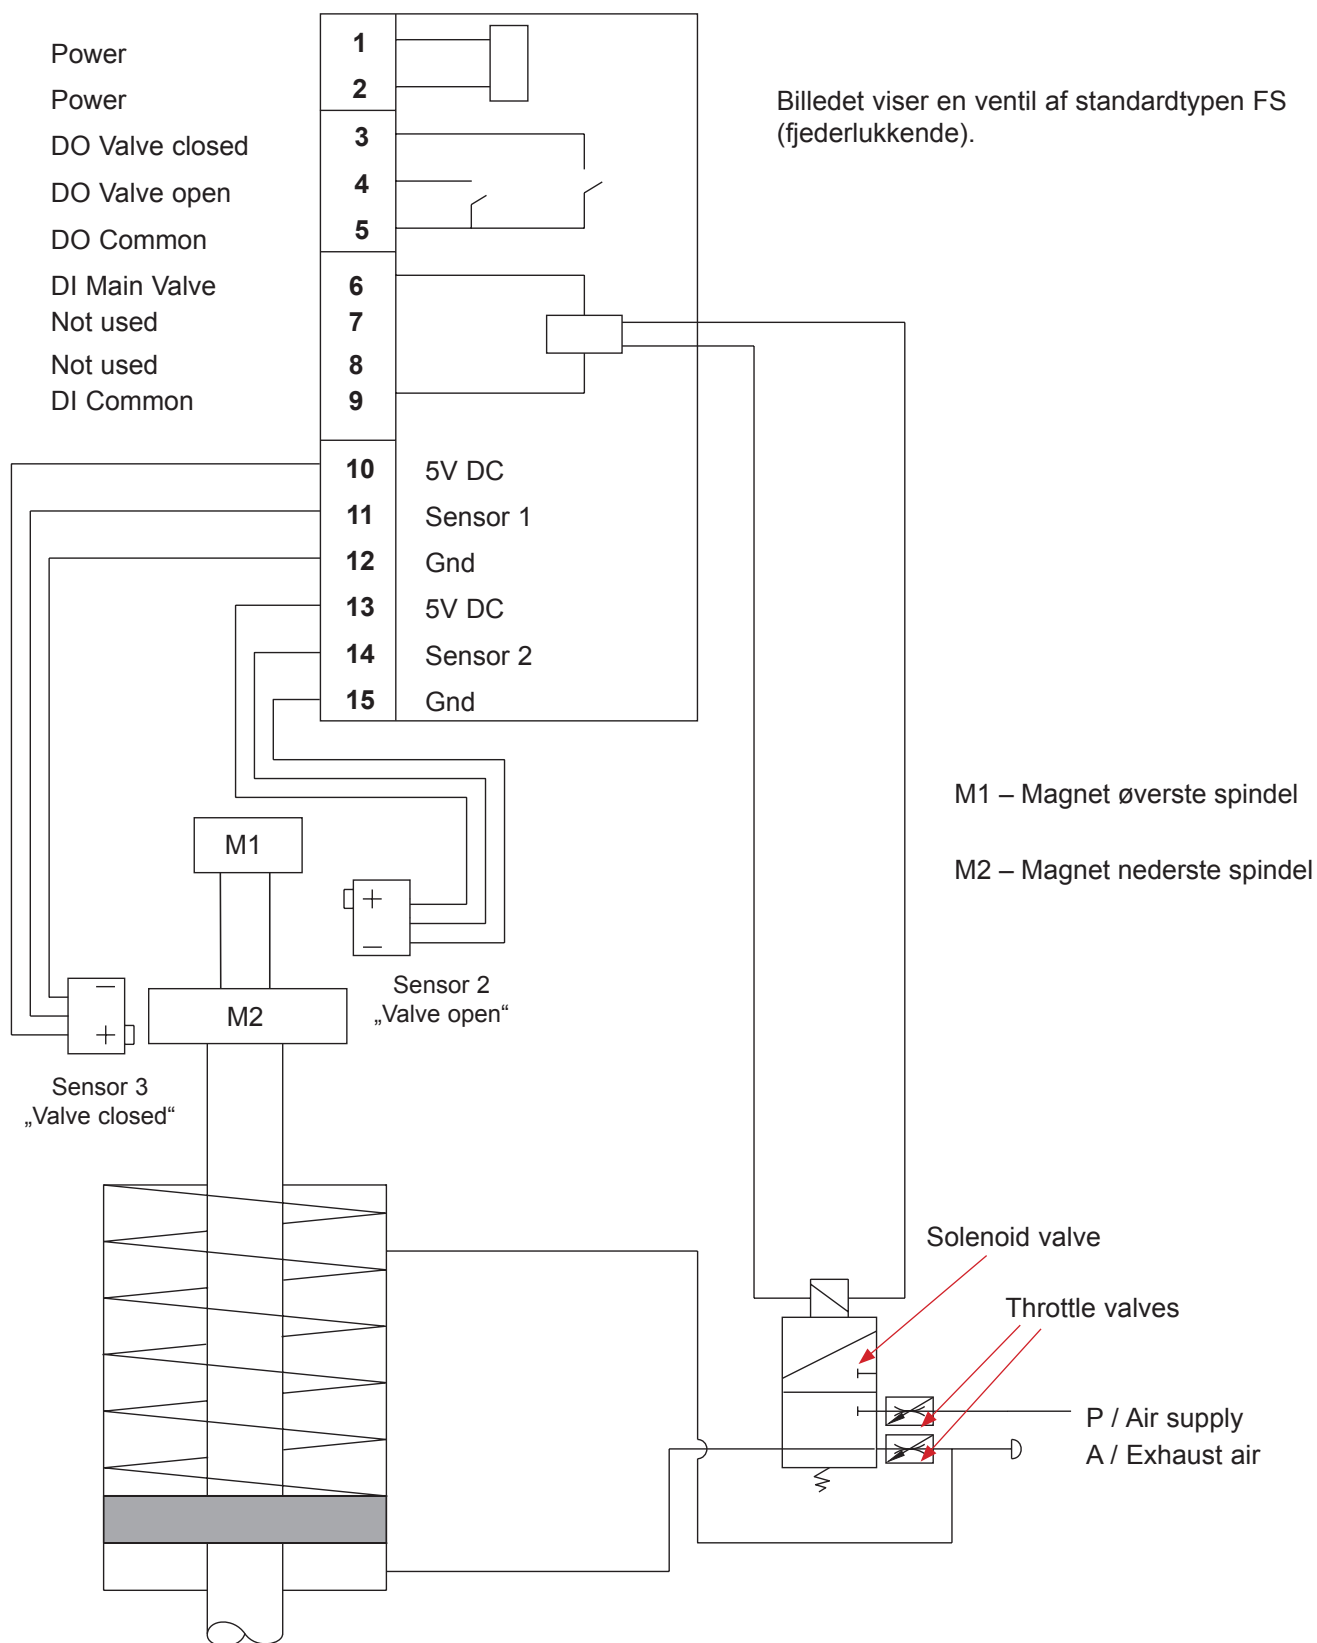 Power 1
Power 2
DO Valve closed 3
DO Valve open 4
DO Common 5
DI Main Valve 6
Not used 7
Not used 8
DI Common 9
10 5V DC
11 Sensor 1
12 Gnd
13 5V DC
14 Sensor 2
15 Gnd
Billedet viser en ventil af standardtypen FS
(fjederlukkende).
M1 – Magnet øverste spindel
M2 – Magnet nederste spindel
M1
+
–
Sensor 2
„Valve open“
M2
–
+
Sensor 3
„Valve closed“
Solenoid valve
Throttle valves
P / Air supply
A / Exhaust air